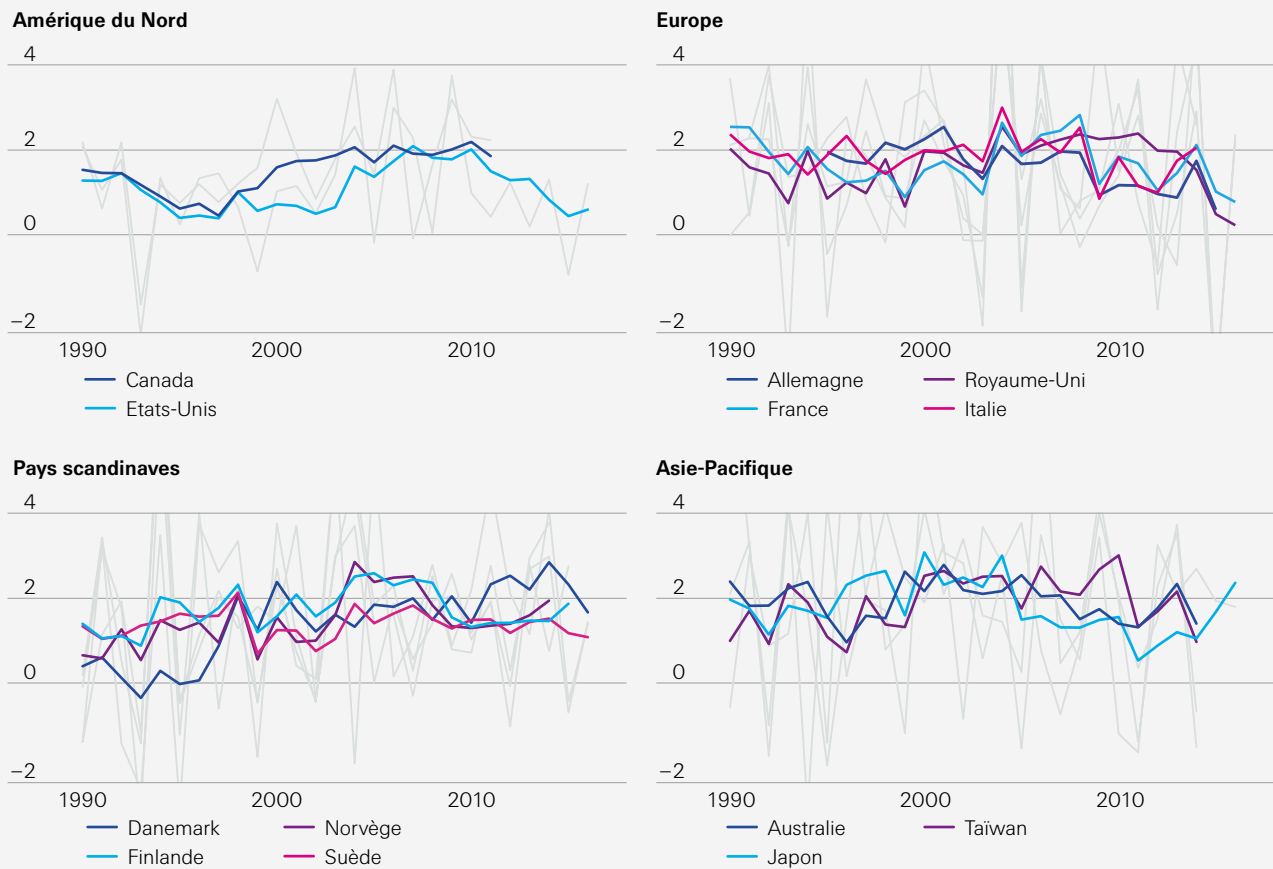 Amérique du Nord
4
2
0
−2
1990 2000 2010
Canada
Etats-Unis
Europe
4
2
0
−2
1990 2000 2010
Allemagne Royaume-Uni
France Italie
Pays scandinaves
4
2
0
−2
1990 2000 2010
Danemark Norvège
Finlande Suède
Asie-Pacifique
4
2
0
−2
1990 2000 2010
Australie Taïwan
Japon